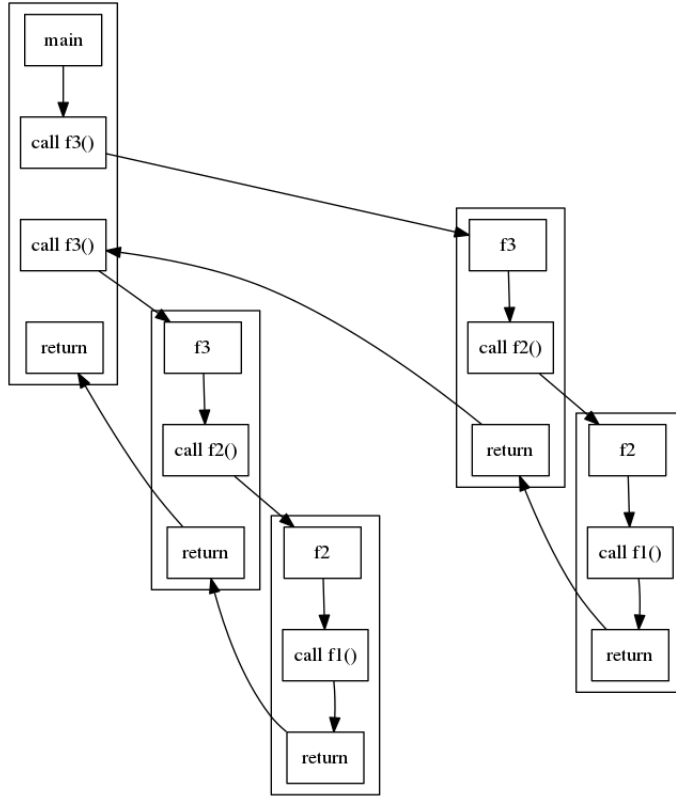 main
call f3()
call f3()
return
f3
call f2()
return
f2
call f1()
return
f3
call f2()
return
f2
call f1()
return